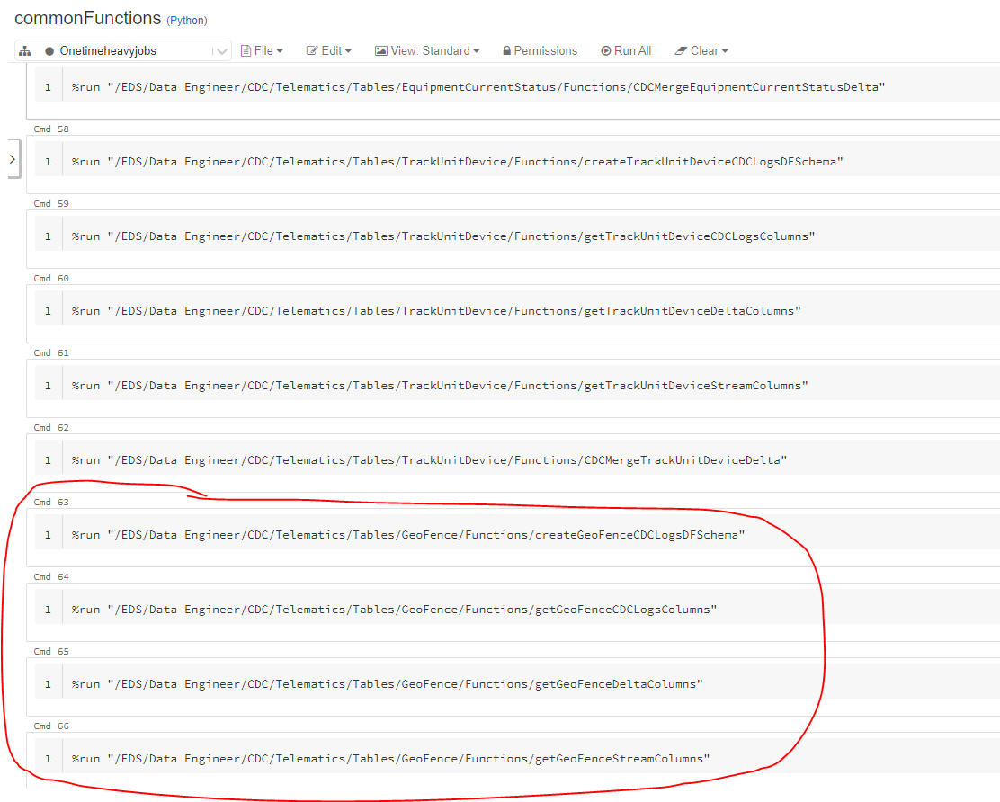 commonFunctions (Python)
Onetimeheavyjobs File Edit View: Standard Permissions Run All Clear
1 %run "/EDS/Data Engineer/CDC/Telematics/Tables/EquipmentCurrentStatus/Functions/CDCMergeEquipmentCurrentStatusDelta"
Cmd 58
1 %run "/EDS/Data Engineer/CDC/Telematics/Tables/TrackUnitDevice/Functions/createTrackUnitDeviceCDCLogsDFSchema"
Cmd 59
1 %run "/EDS/Data Engineer/CDC/Telematics/Tables/TrackUnitDevice/Functions/getTrackUnitDeviceCDCLogsColumns"
Cmd 60
1 %run "/EDS/Data Engineer/CDC/Telematics/Tables/TrackUnitDevice/Functions/getTrackUnitDeviceDeltaColumns"
Cmd 61
1 %run "/EDS/Data Engineer/CDC/Telematics/Tables/TrackUnitDevice/Functions/getTrackUnitDeviceStreamColumns"
Cmd 62
1 %run "/EDS/Data Engineer/CDC/Telematics/Tables/TrackUnitDevice/Functions/CDCMergeTrackUnitDeviceDelta"
Cmd 63
1 %run "/EDS/Data Engineer/CDC/Telematics/Tables/GeoFence/Functions/createGeoFenceCDCLogsDFSchema"
Cmd 64
1 %run "/EDS/Data Engineer/CDC/Telematics/Tables/GeoFence/Functions/getGeoFenceCDCLogsColumns"
Cmd 65
1 %run "/EDS/Data Engineer/CDC/Telematics/Tables/GeoFence/Functions/getGeoFenceDeltaColumns"
Cmd 66
1 %run "/EDS/Data Engineer/CDC/Telematics/Tables/GeoFence/Functions/getGeoFenceStreamColumns"